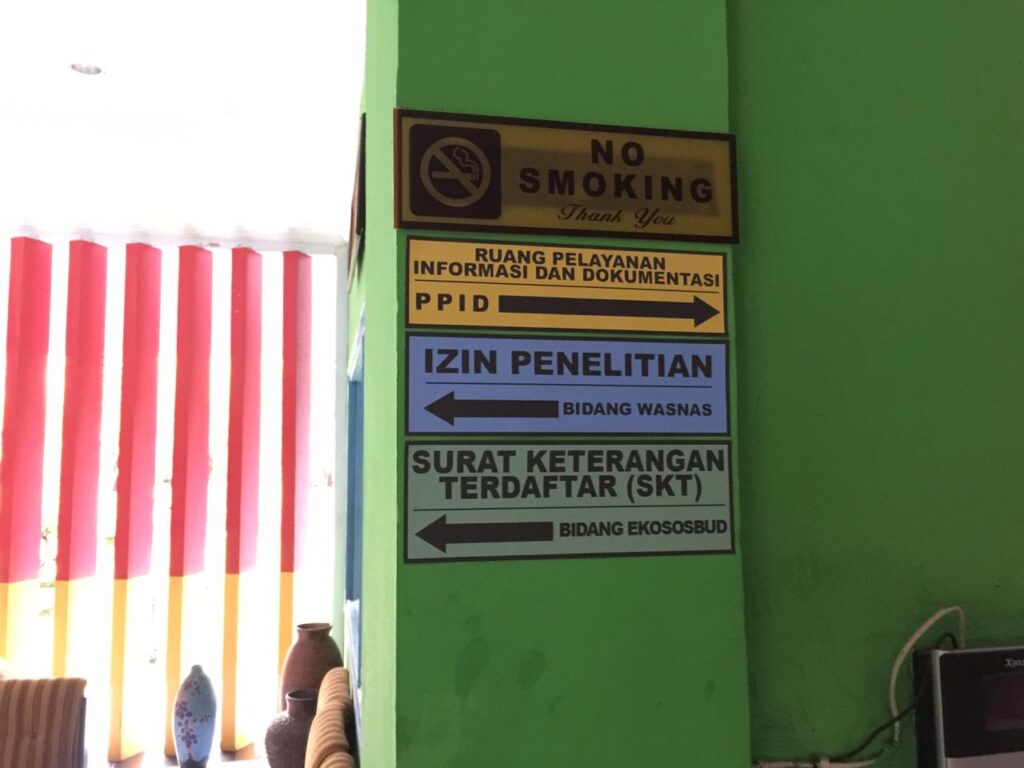 NO
SMOKING
Thank You
RUANG PELAYANAN
INFORMASI DAN DOKUMENTASI
PPID
IZIN PENELITIAN
BIDANG WASNAS
SURAT KETERANGAN
TERDAFTAR (SKT)
BIDANG EKOSOSBUD